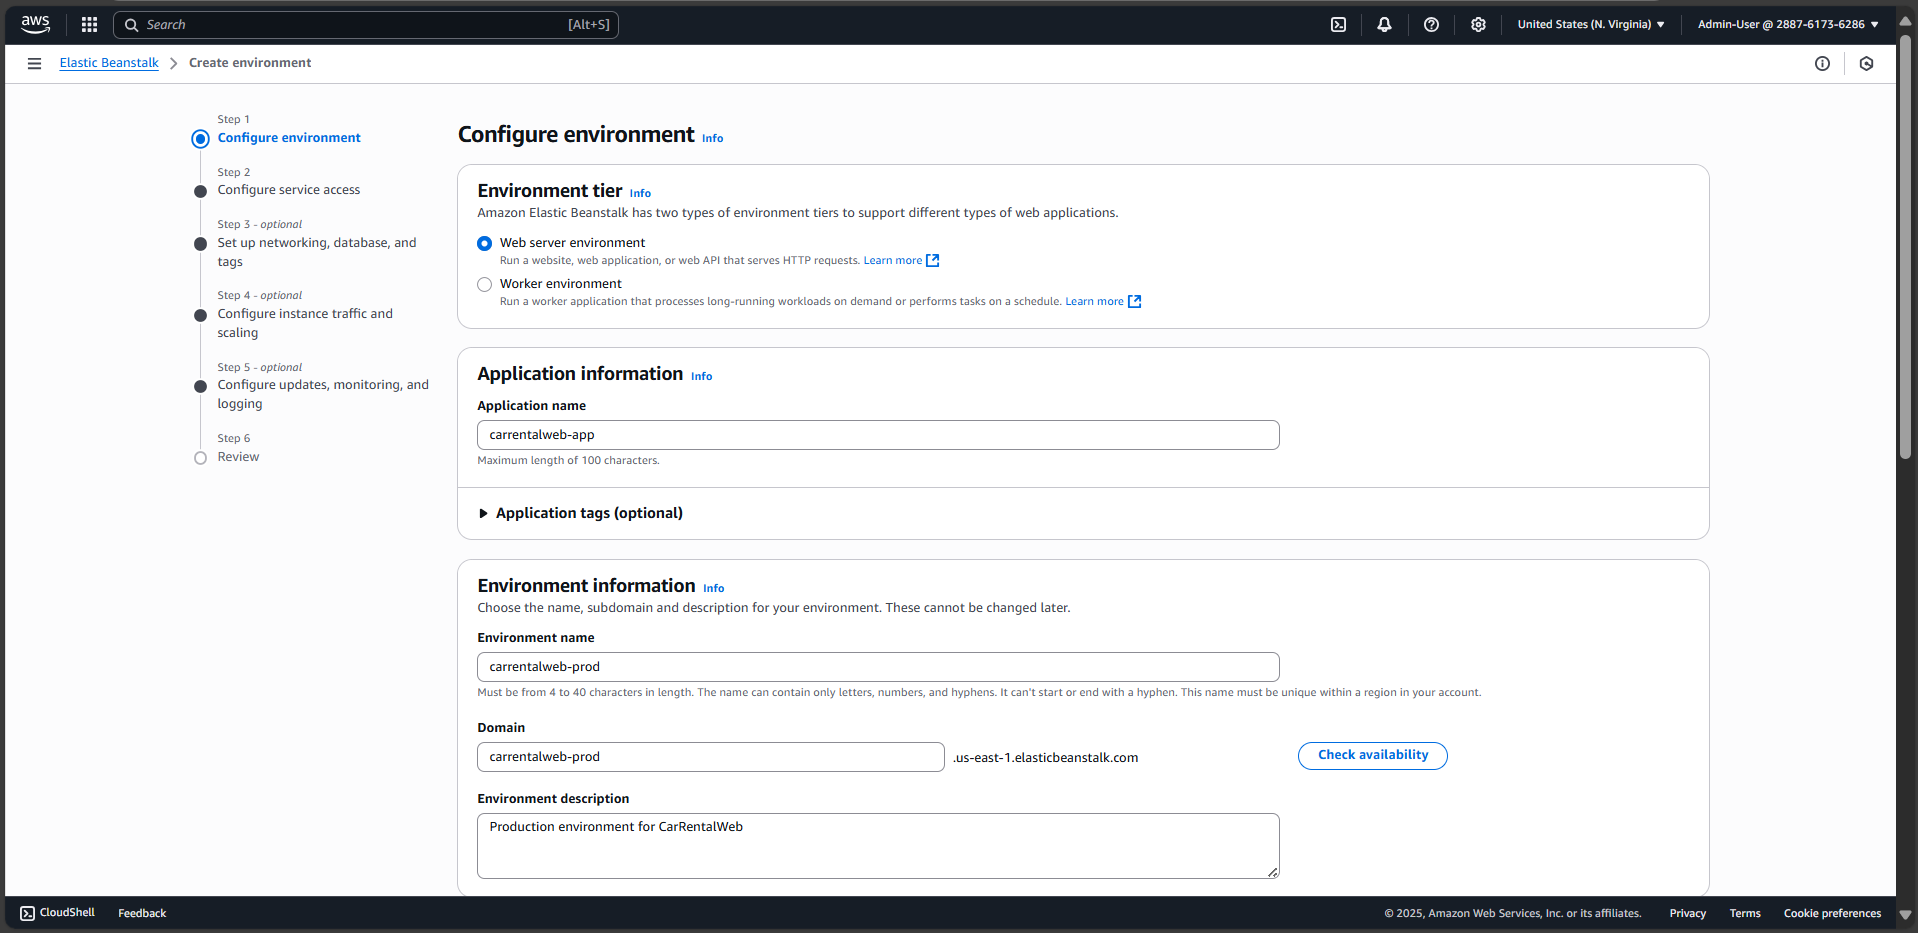 aws
Search
[Alt+S]
United States (N. Virginia)
Admin-User @ 2887-6173-6286
Elastic Beanstalk
Create environment
Step 1
Configure environment
Step 2
Configure service access
Step 3 - optional
Set up networking, database, and
tags
Step 4 - optional
Configure instance traffic and
scaling
Step 5 - optional
Configure updates, monitoring, and
logging
Step 6
Review
Configure environment Info
Environment tier Info
Amazon Elastic Beanstalk has two types of environment tiers to support different types of web applications.
Web server environment
Run a website, web application, or web API that serves HTTP requests. Learn more
Worker environment
Run a worker application that processes long-running workloads on demand or performs tasks on a schedule. Learn more
Application information Info
Application name
carrentalweb-app
Maximum length of 100 characters.
Application tags (optional)
Environment information Info
Choose the name, subdomain and description for your environment. These cannot be changed later.
Environment name
carrentalweb-prod
Must be from 4 to 40 characters in length. The name can contain only letters, numbers, and hyphens. It can't start or end with a hyphen. This name must be unique within a region in your account.
Domain
carrentalweb-prod .us-east-1.elasticbeanstalk.com
Check availability
Environment description
Production environment for CarRentalWeb
CloudShell
Feedback
© 2025, Amazon Web Services, Inc. or its affiliates.
Privacy
Terms
Cookie preferences